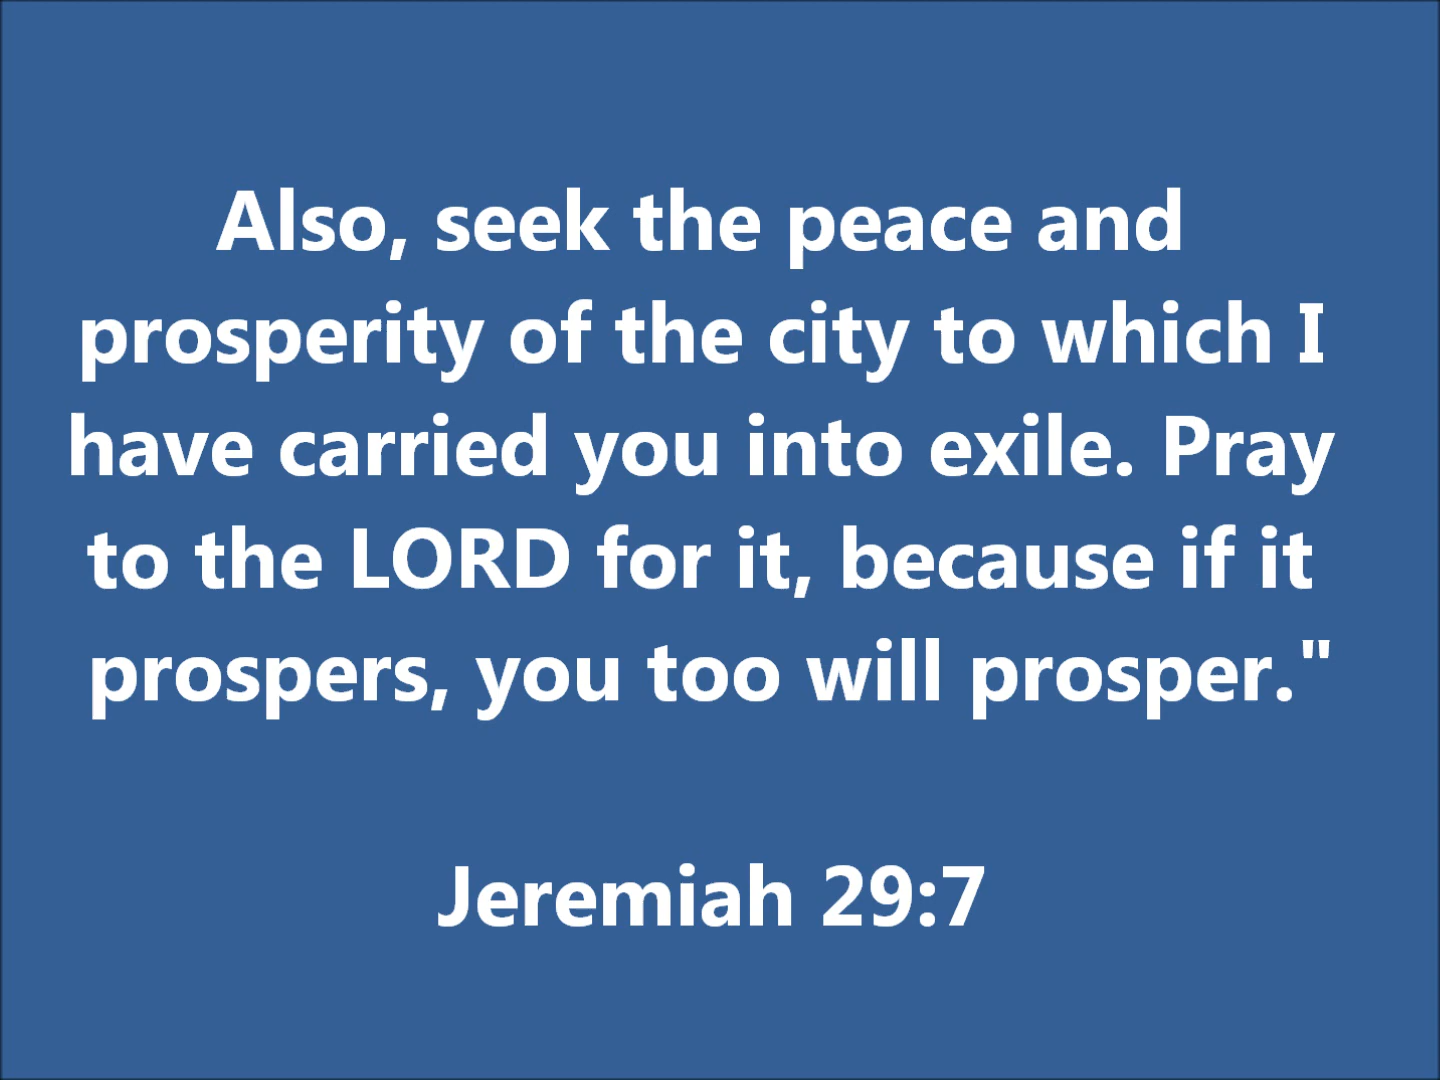 Also, seek the peace and
prosperity of the city to which I
have carried you into exile. Pray
to the LORD for it, because if it
prospers, you too will prosper."
Jeremiah 29:7